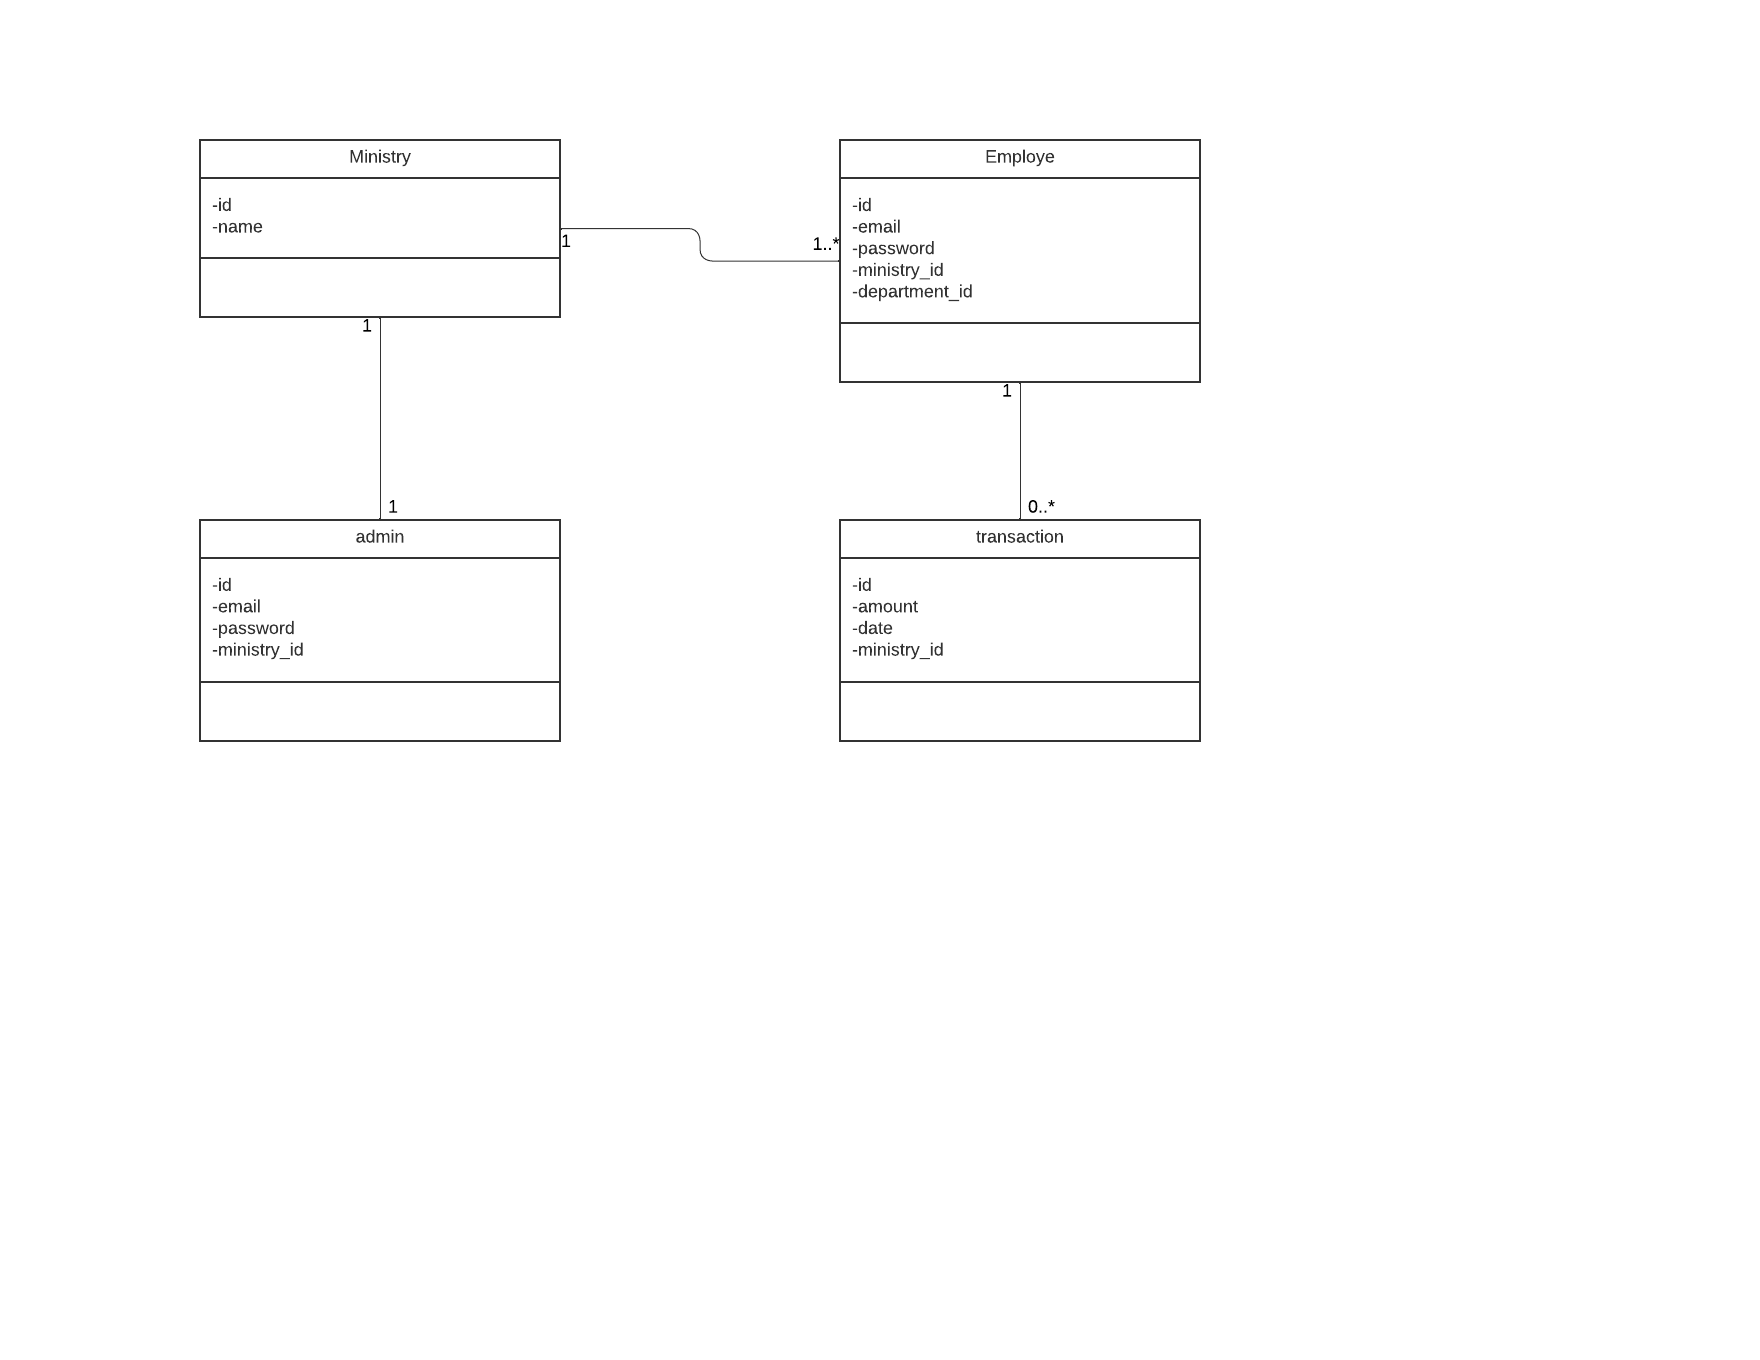 Ministry
-id
-name
1
1
Employe
-id
-email
-password
-ministry_id
-department_id
1..*
1
admin
-id
-email
-password
-ministry_id
1
transaction
-id
-amount
-date
-ministry_id
0..*